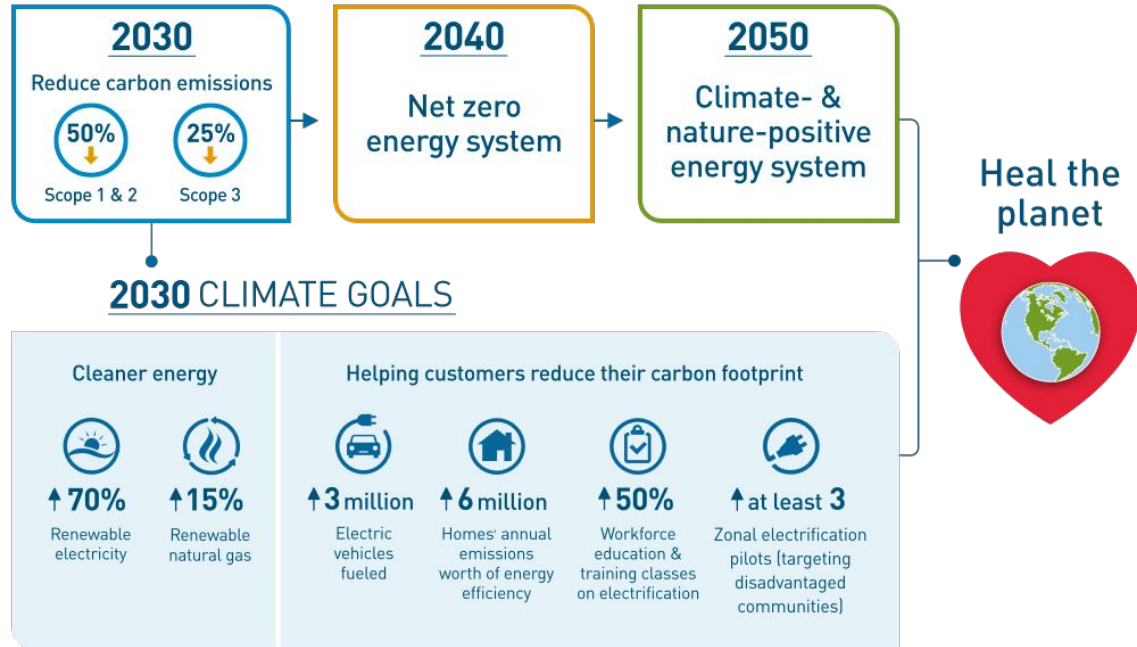 2030
Reduce carbon emissions
50%
Scope 1 & 2
25%
Scope 3
2040
Net zero
energy system
2050
Climate- &
nature-positive
energy system
Heal the
planet
2030 CLIMATE GOALS
Cleaner energy
70%
Renewable
electricity
15%
Renewable
natural gas
Helping customers reduce their carbon footprint
3 million
Electric
vehicles
fueled
6 million
Homes' annual
emissions
worth of energy
efficiency
50%
Workforce
education &
training classes
on electrification
at least 3
Zonal electrification
pilots (targeting
disadvantaged
communities)